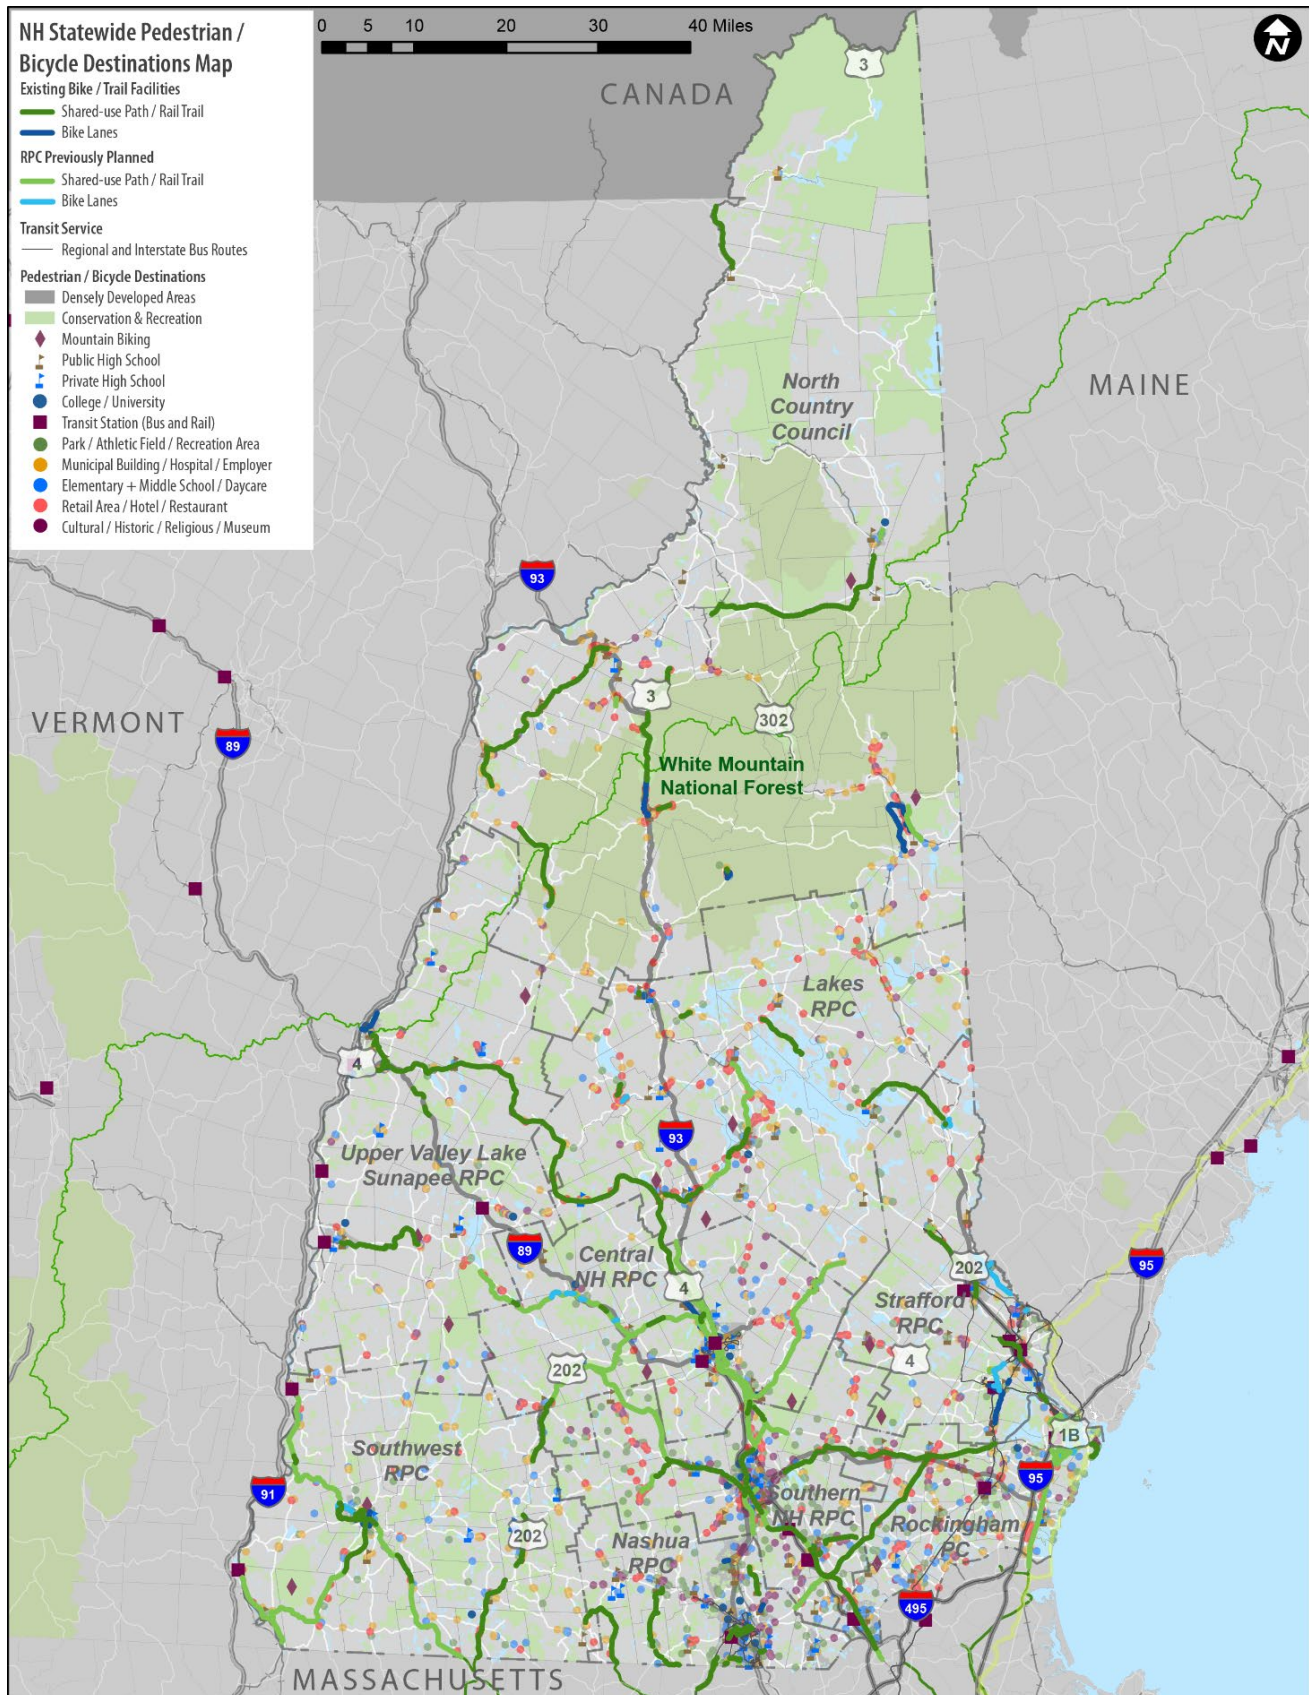 NH Statewide Pedestrian /
Bicycle Destinations Map
Existing Bike / Trail Facilities
Shared-use Path / Rail Trail
Bike Lanes
RPC Previously Planned
Shared-use Path / Rail Trail
Bike Lanes
Transit Service
Regional and Interstate Bus Routes
Pedestrian / Bicycle Destinations
Densely Developed Areas
Conservation & Recreation
Mountain Biking
Public High School
Private High School
College / University
Transit Station (Bus and Rail)
Park / Athletic Field / Recreation Area
Municipal Building / Hospital / Employer
Elementary + Middle School / Daycare
Retail Area / Hotel / Restaurant
Cultural / Historic / Religious / Museum
0 5 10 20 30 40 Miles
N
3
CANADA
MAINE
North
Country
Council
93
VERMONT
89
3
302
White Mountain
National Forest
Lakes
RPC
4
93
Upper Valley Lake
Sunapee RPC
89
Central
NH RPC
4
202
95
Strafford
RPC
4
202
1B
Southwest
RPC
91
95
Southern
NH RPC
Rockingham
PC
202
Nashua
RPC
495
MASSACHUSETTS